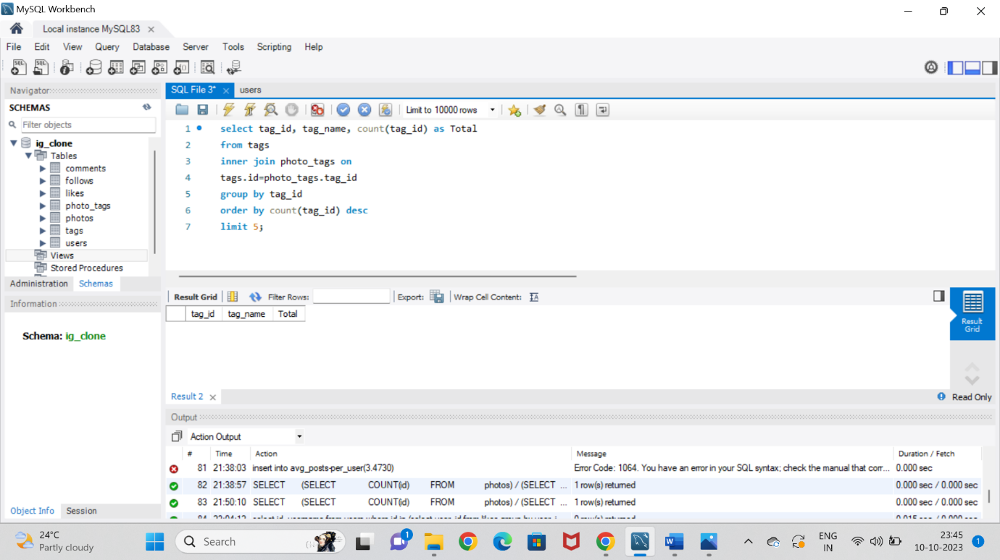 MySQL Workbench
Local instance MySQL83
File Edit View Query Database Server Tools Scripting Help
Navigator
SCHEMAS
Filter objects
ig_clone
Tables
comments
follows
likes
photo_tags
photos
tags
users
Views
Stored Procedures
Administration Schemas
Information
Schema: ig_clone
Object Info Session
SQL File 3* users
Limit to 10000 rows
1 select tag_id, tag_name, count(tag_id) as Total
2 from tags
3 inner join photo_tags on
4 tags.id=photo_tags.tag_id
5 group by tag_id
6 order by count(tag_id) desc
7 limit 5;
Result Grid Filter Rows: Export: Wrap Cell Content:
tag_id tag_name Total
Result Grid
Result 2
Read Only
Output
Action Output
# Time Action Message Duration / Fetch
81 21:38:03 insert into avg_posts-per_user(3.4730) Error Code: 1064. You have an error in your SQL syntax; check the manual that corr... 0.000 sec
82 21:38:57 SELECT (SELECT COUNT(id) FROM photos) / (SELECT ... 1 row(s) returned 0.000 sec / 0.000 sec
83 21:50:10 SELECT (SELECT COUNT(id) FROM photos) / (SELECT ... 1 row(s) returned 0.000 sec / 0.000 sec
24°C
Partly cloudy
Search
1
ENG
IN
23:45
10-10-2023
1